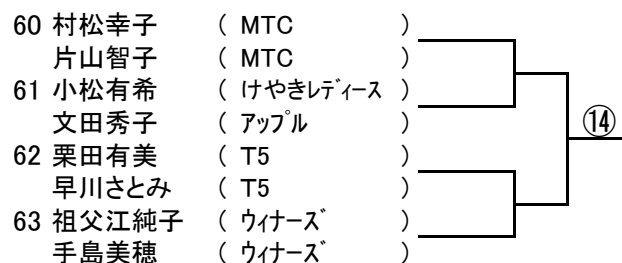 60 村松幸子 ( MTC )
片山智子 ( MTC )
61 小松有希 ( けやきレディース )
文田秀子 ( アップル )
⑭
62 栗田有美 ( T5 )
早川さとみ ( T5 )
63 祖父江純子 ( ウィナーズ )
手島美穂 ( ウィナーズ )